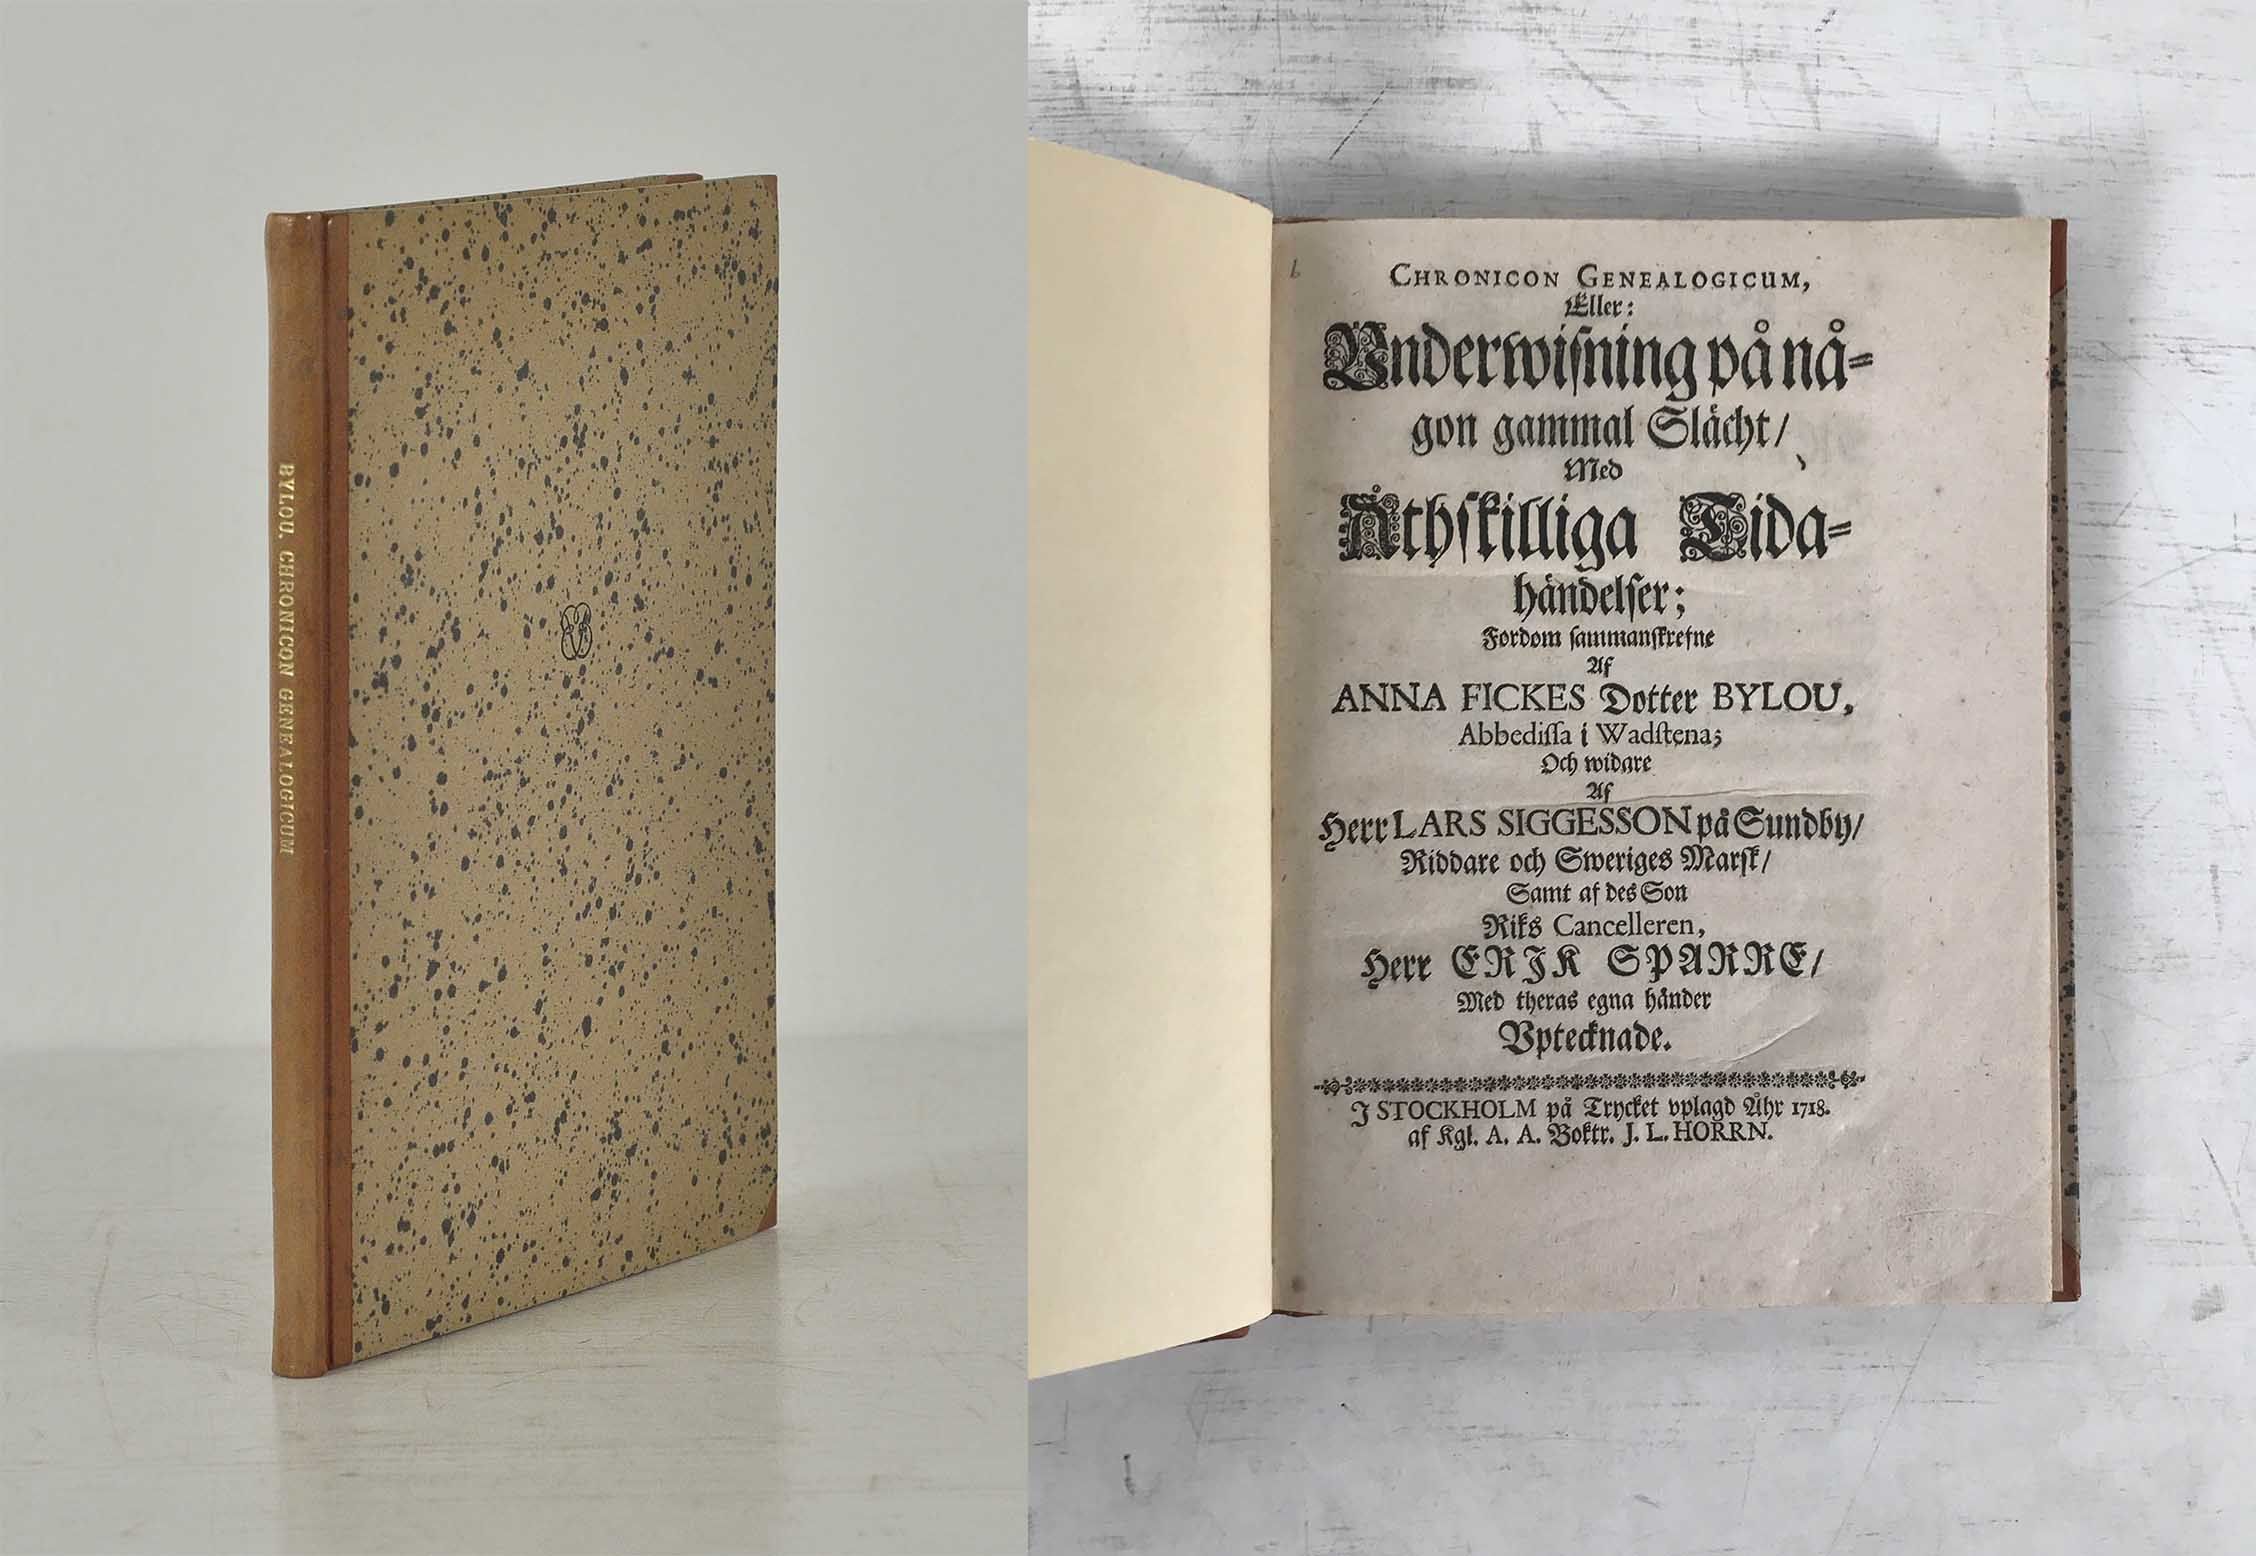 BYLOU, CHRONICON GENEALOGICUM
CHRONICON GENEALOGICUM,
Eller:
Vnderwiſning på nå-
gon gammal Slächt/
Med
Åthſkilliga Tida-
händelſer;
Fordom ſammanſkrefne
Af
ANNA FICKES Dotter BYLOU,
Abbediſſa i Wadſtena;
Och widare
Af
Herr LARS SIGGESSON på Sundby/
Riddare och Sweriges Marſk/
Samt af des Son
Riks Cancelleren,
Herr ERIK SPARRE/
Med theras egna händer
Vptecknade.
J STOCKHOLM på Trycket vplagd Åhr 1718.
af Kgl. A. A. Boktr. J. L. HORRN.